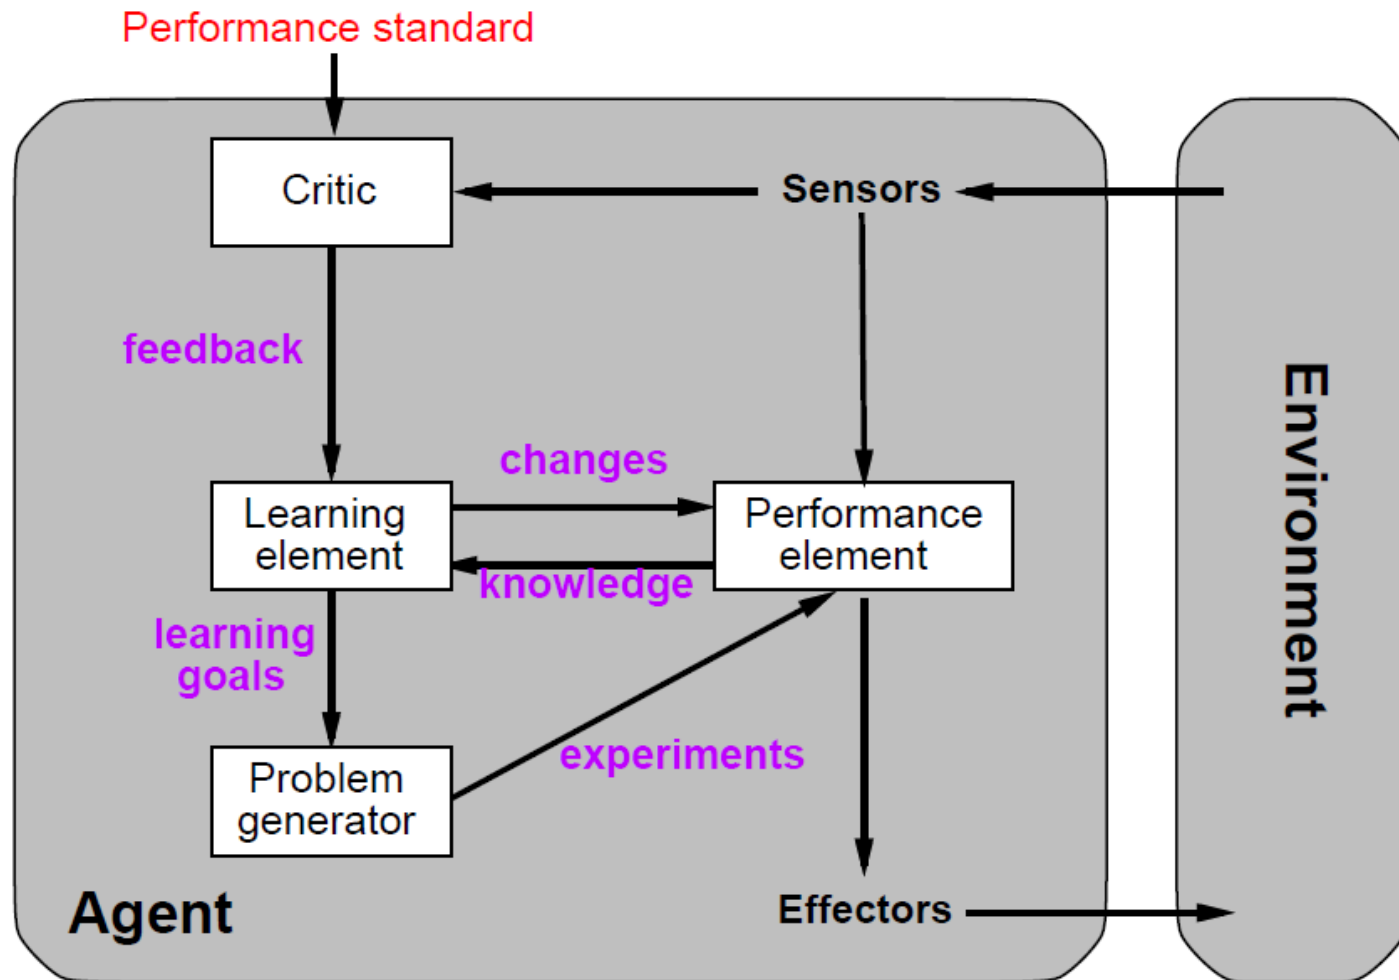 Performance standard
Critic
Sensors
feedback
changes
Learning
element
Performance
element
knowledge
learning
goals
experiments
Problem
generator
Agent
Effectors
Environment